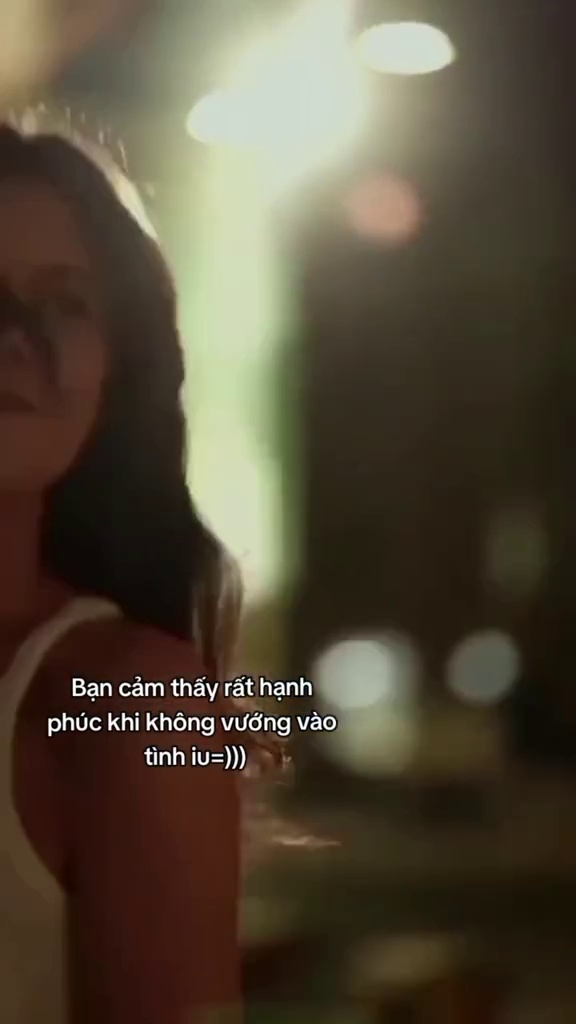 Bạn cảm thấy rất hạnh
phúc khi không vướng vào
tình iu=)))